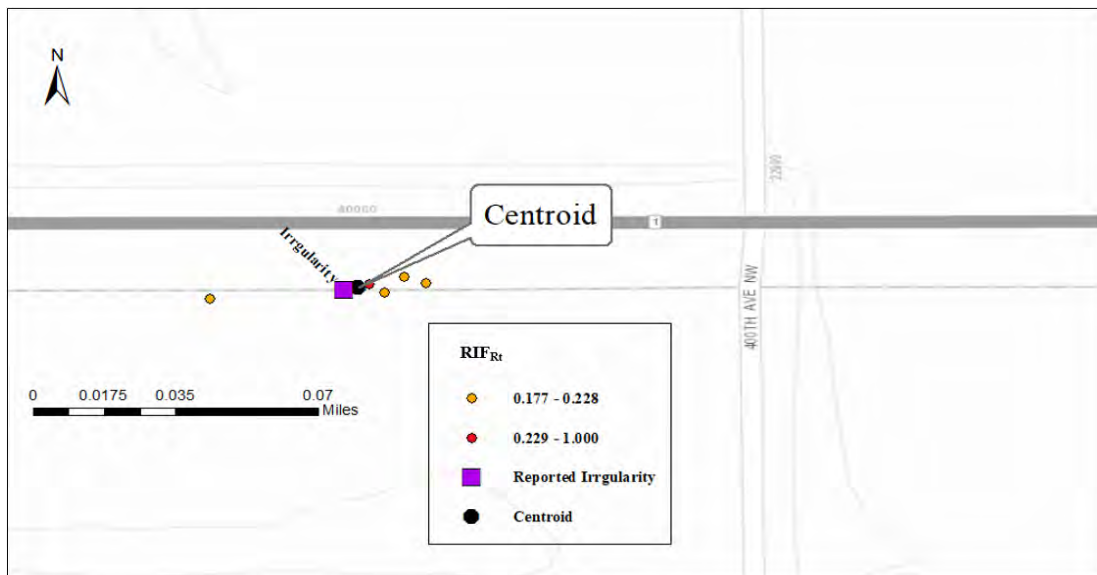 N
22999
40000
Centroid
1
Irrgularity
400TH AVE NW
RIFRt
0.177 - 0.228
0.229 - 1.000
Reported Irrgularity
Centroid
0 0.0175 0.035 0.07
Miles